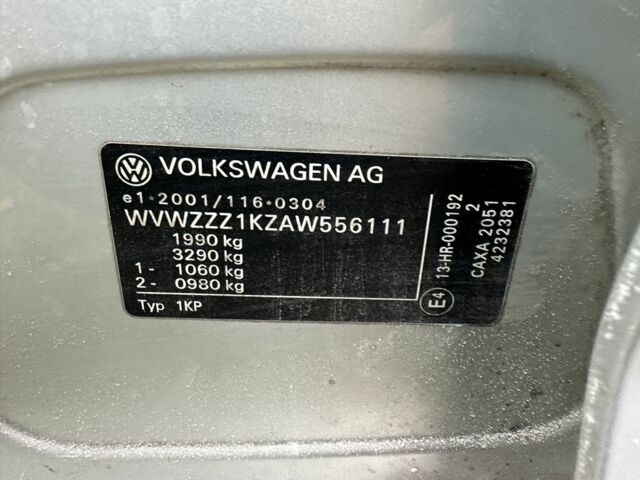 VOLKSWAGEN AG
e1*2001/116*0304
WVWZZZ1KZAW556111
1990 kg
3290 kg
1 - 1060 kg
2 - 0980 kg
Typ 1KP
E4
13-HR-000192
2
CAXA 2051
4232381